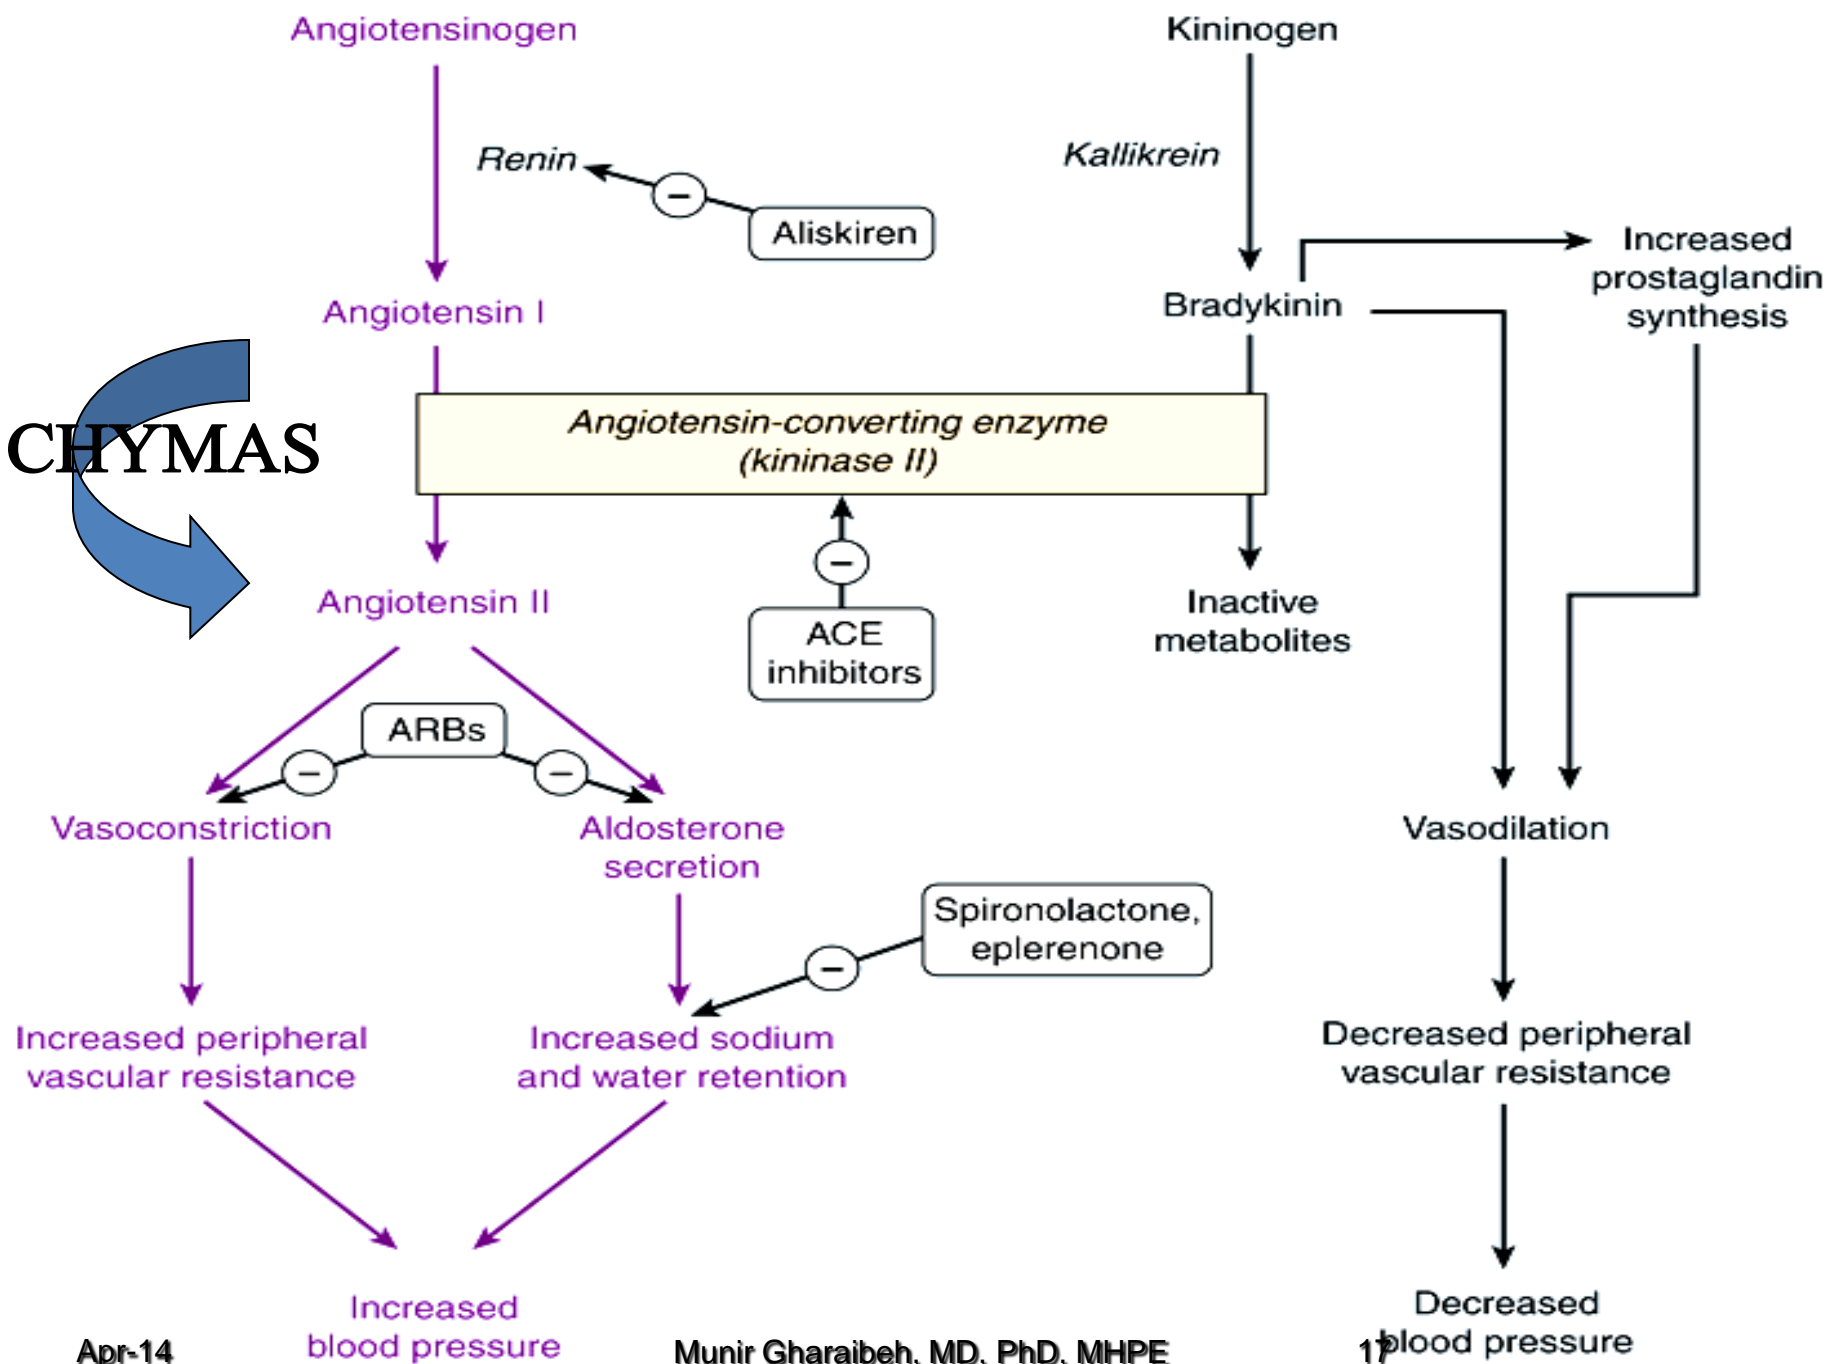 Angiotensinogen
Kininogen
Renin
−
Aliskiren
Kallikrein
Increased
prostaglandin
synthesis
Angiotensin I
Bradykinin
CHYMAS
Angiotensin-converting enzyme
(kininase II)
−
ACE
inhibitors
Angiotensin II
Inactive
metabolites
ARBs
−
−
Vasoconstriction
Aldosterone
secretion
Vasodilation
Spironolactone,
eplerenone
−
Increased peripheral
vascular resistance
Increased sodium
and water retention
Decreased peripheral
vascular resistance
Increased
blood pressure
Decreased
blood pressure
Apr-14
Munir Gharaibeh, MD, PhD, MHPE
17